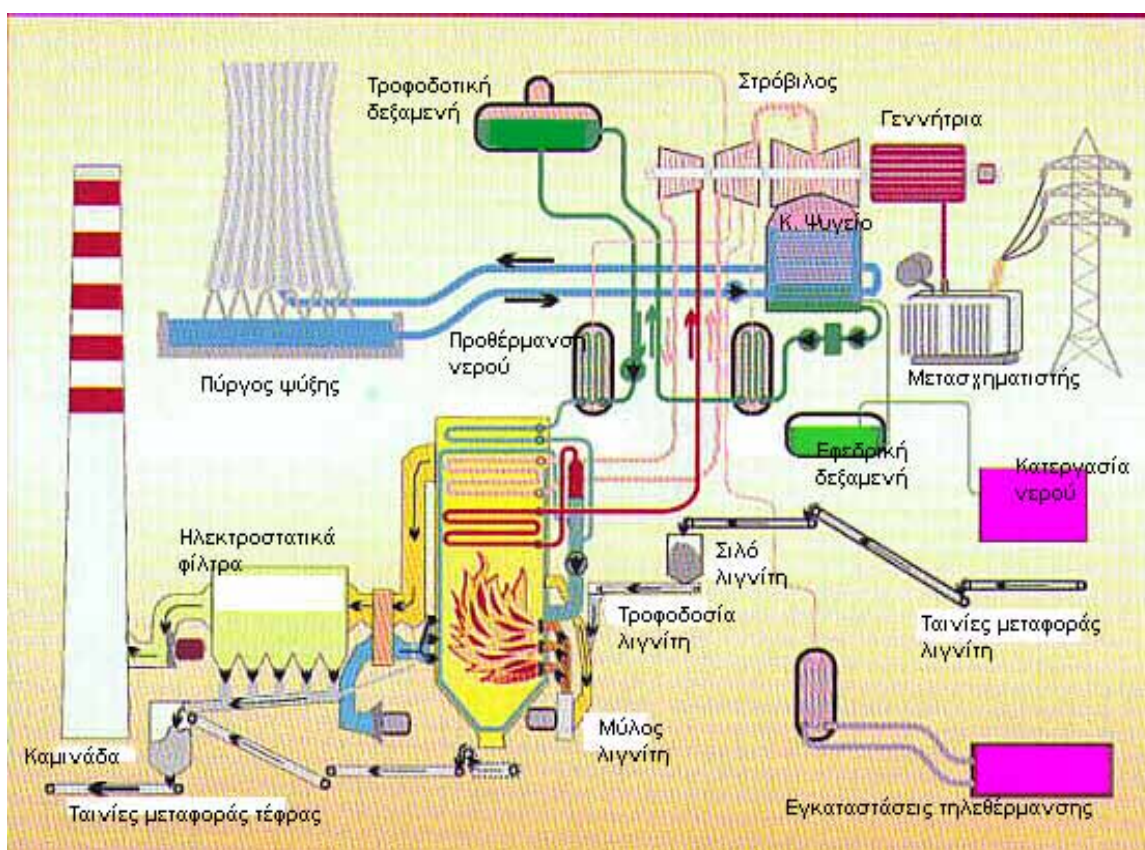 Τροφοδοτική
δεξαμενή
Στρόβιλος
Γεννήτρια
Κ. Ψυγείο
Προθέρμανση
νερού
Πύργος ψύξης
Μετασχηματιστής
Εφεδρική
δεξαμενή
Κατεργασία
νερού
Ηλεκτροστατικά
φίλτρα
Σιλό
λιγνίτη
Τροφοδοσία
λιγνίτη
Ταινίες μεταφοράς
λιγνίτη
Μύλος
λιγνίτη
Καμινάδα
Ταινίες μεταφοράς τέφρας
Εγκαταστάσεις τηλεθέρμανσης